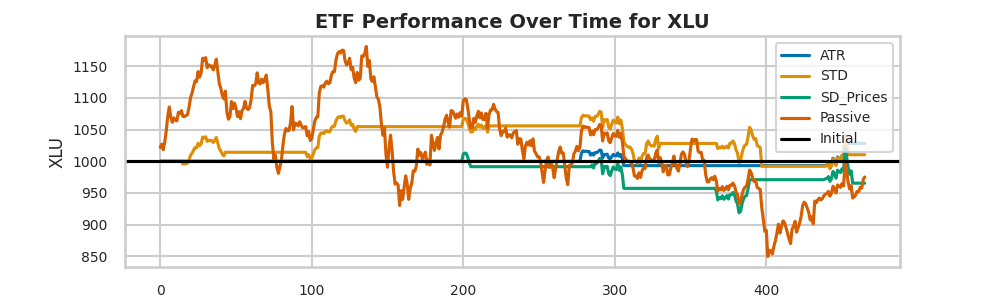 ETF Performance Over Time for XLU
XLU
1150
1100
1050
1000
950
900
850
0
100
200
300
400
ATR
STD
SD_Prices
Passive
Initial